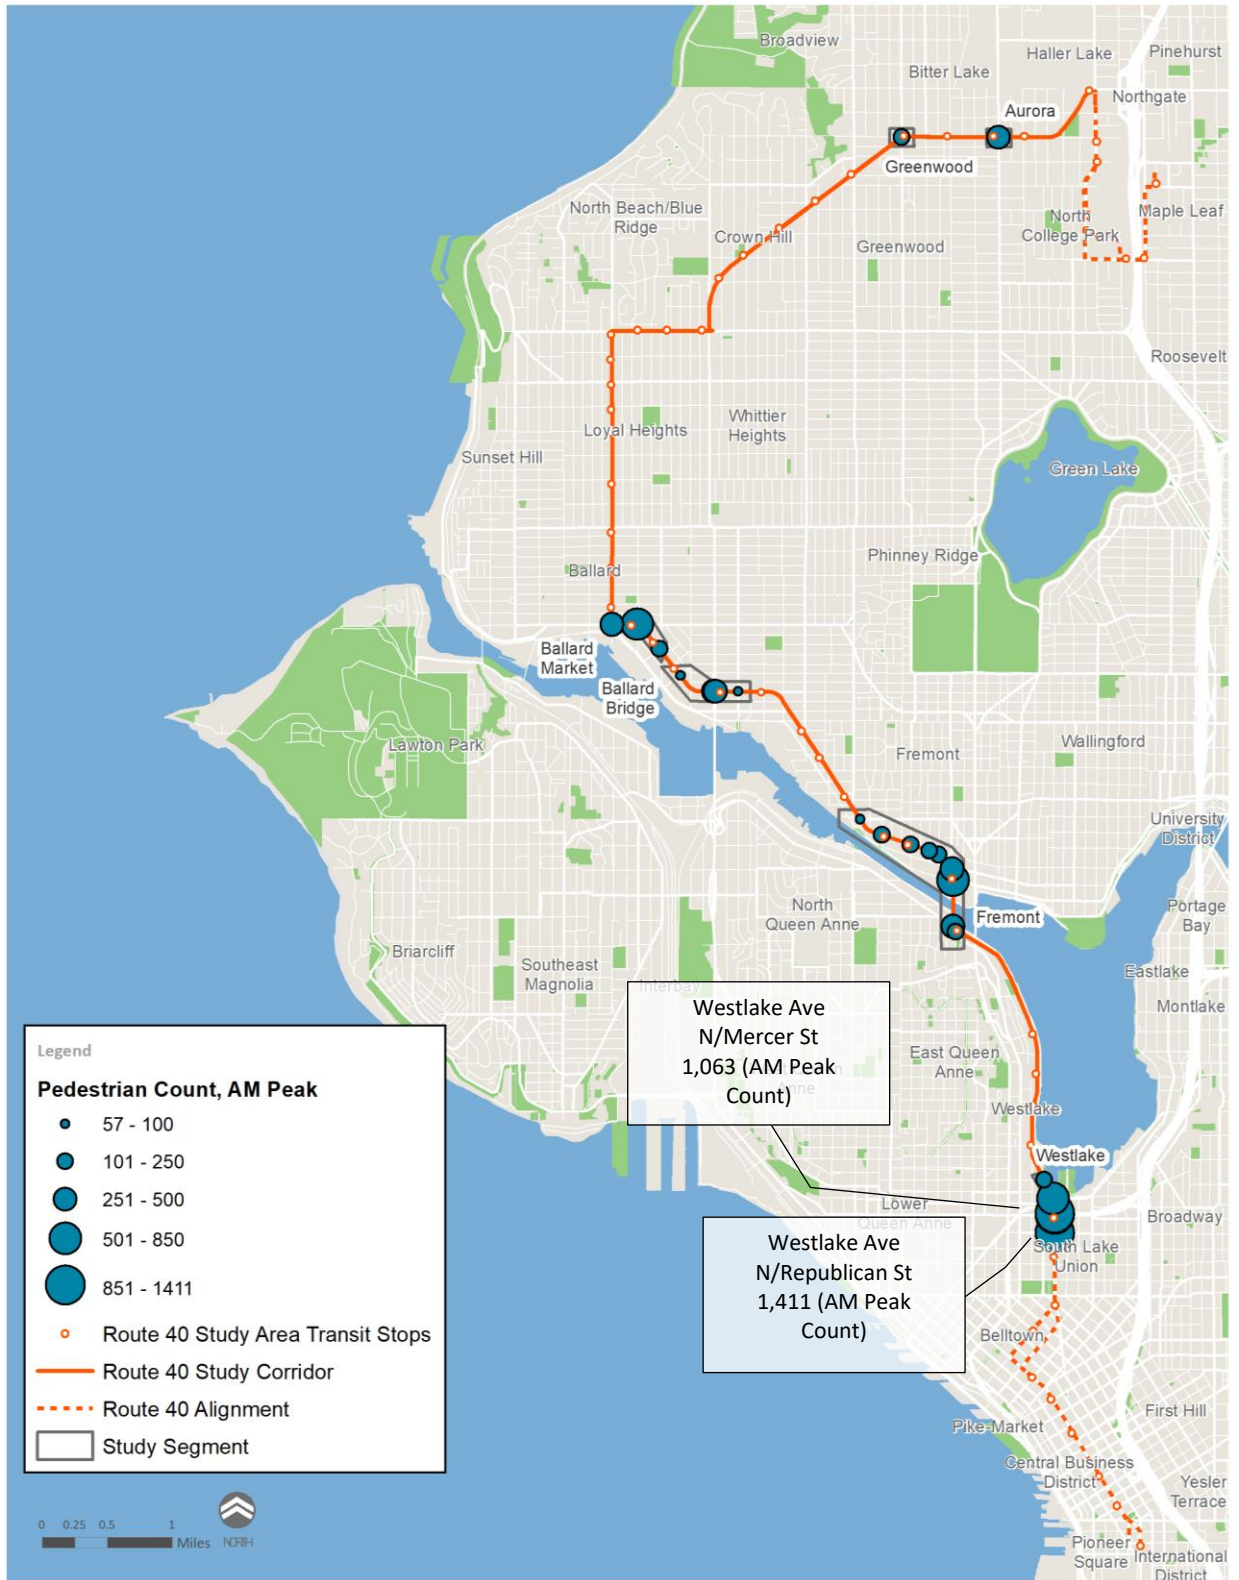 Broadview
Haller Lake
Pinehurst
Bitter Lake
Northgate
Aurora
Greenwood
North Beach/Blue
Ridge
Crown Hill
Greenwood
North
College Park
Maple Leaf
Roosevelt
Loyal Heights
Whittier
Heights
Sunset Hill
Green Lake
Phinney Ridge
Ballard
Ballard
Market
Ballard
Bridge
Lawton Park
Fremont
Wallingford
University
District
North
Queen Anne
Fremont
Portage
Bay
Briarcliff
Southeast
Magnolia
Interbay
Eastlake
Montlake
Westlake Ave
N/Mercer St
1,063 (AM Peak
Count)
Anne
East Queen
Anne
Westlake
Westlake
Lower
Queen Anne
Broadway
Westlake Ave
N/Republican St
1,411 (AM Peak
Count)
South Lake
Union
Belltown
First Hill
Pike-Market
Central Business
District
Yesler
Terrace
Pioneer
Square
International
District
Legend
Pedestrian Count, AM Peak
57 - 100
101 - 250
251 - 500
501 - 850
851 - 1411
Route 40 Study Area Transit Stops
Route 40 Study Corridor
Route 40 Alignment
Study Segment
0 0.25 0.5 1
Miles
NORTH